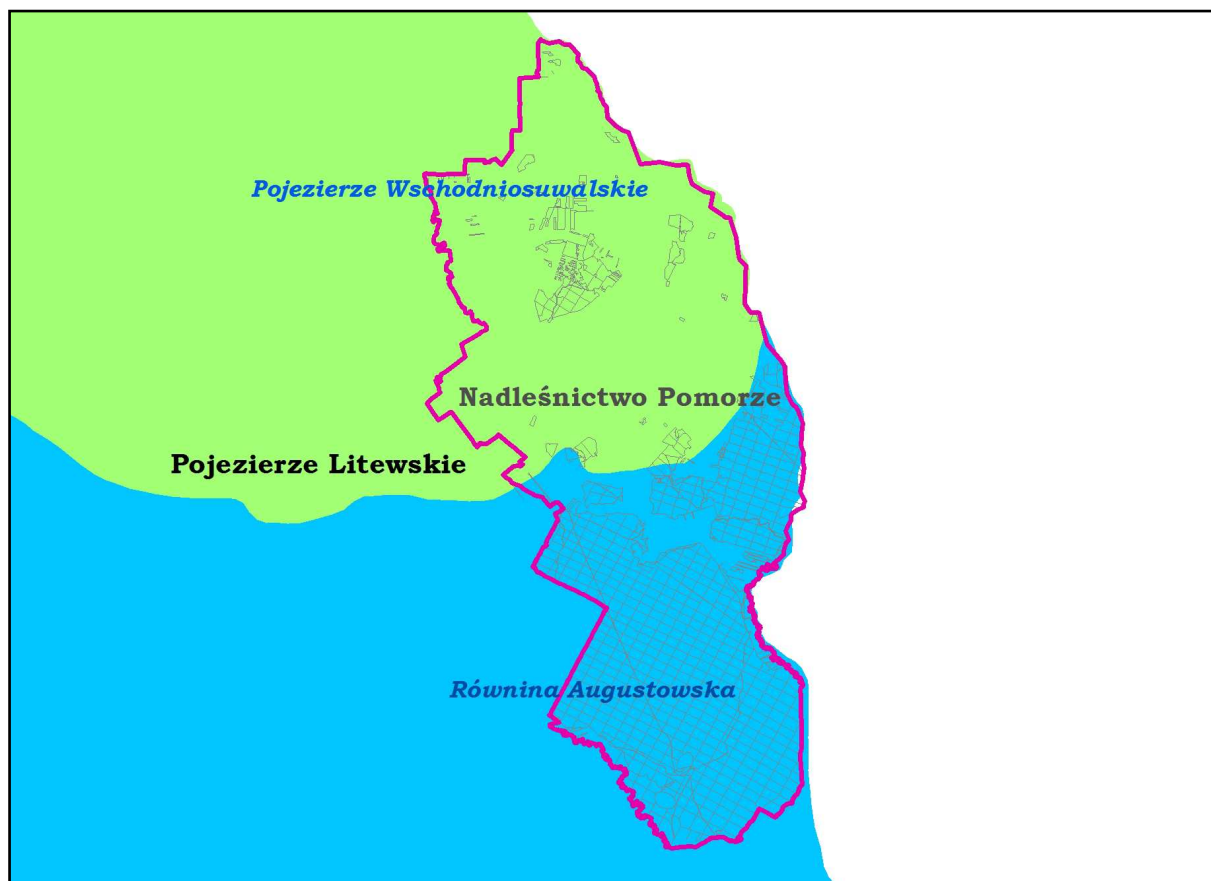 Pojezierze Wschodniosuwalskie
Nadleśnictwo Pomorze
Pojezierze Litewskie
Równina Augustowska